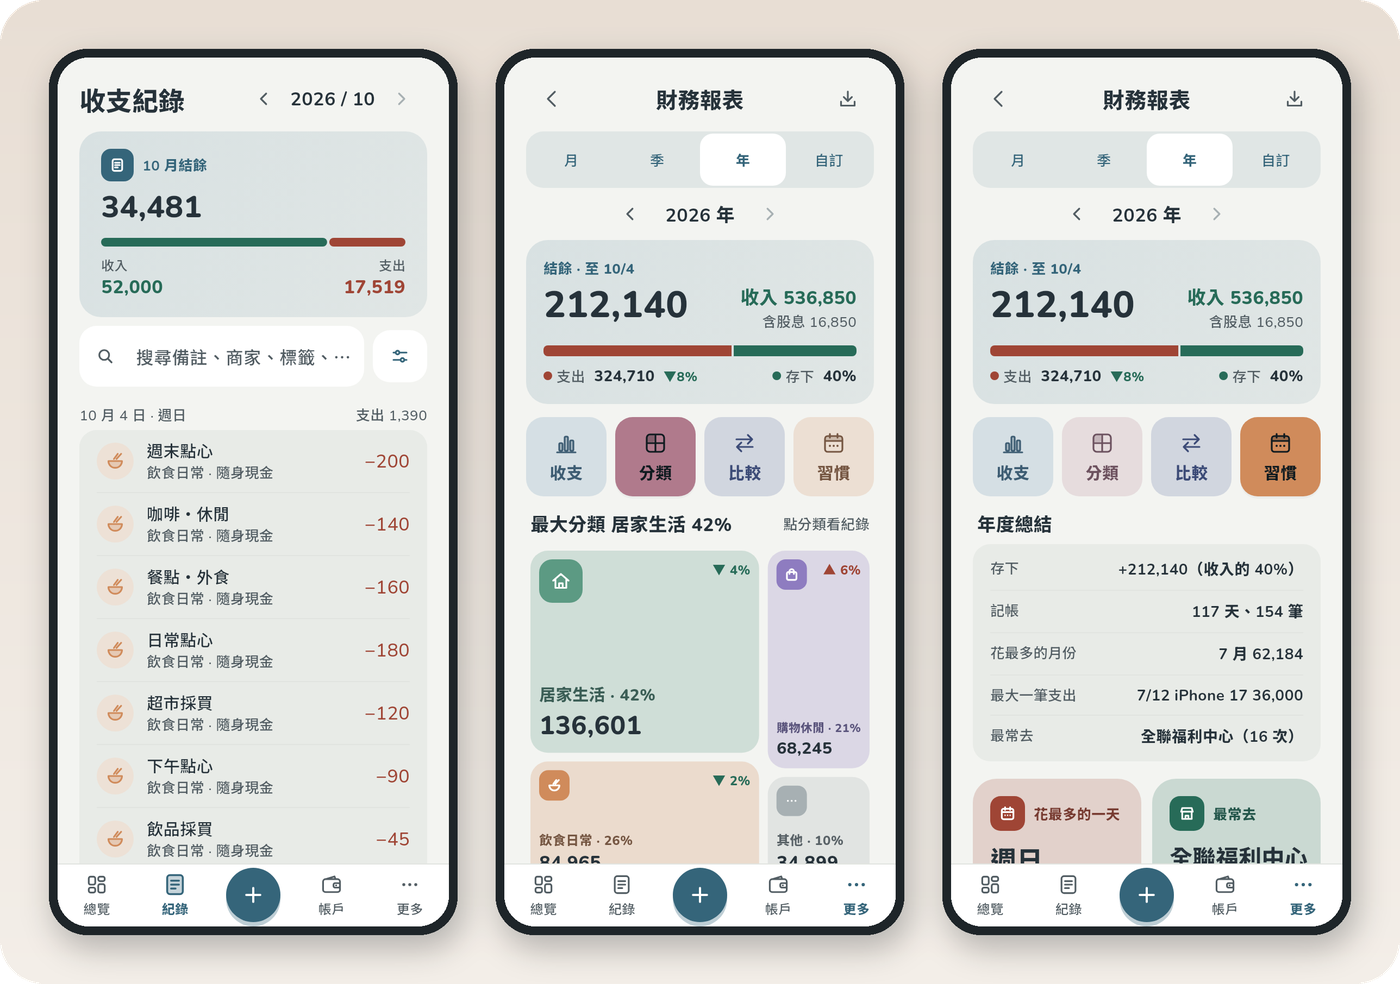 收支紀錄
2026 / 10
10 月結餘
34,481
收入
支出
52,000
17,519
搜尋備註、商家、標籤、⋯
10 月 4 日 · 週日
支出 1,390
週末點心
飲食日常 · 隨身現金
−200
咖啡・休閒
飲食日常 · 隨身現金
−140
餐點・外食
飲食日常 · 隨身現金
−160
日常點心
飲食日常 · 隨身現金
−180
超市採買
飲食日常 · 隨身現金
−120
下午點心
飲食日常 · 隨身現金
−90
飲品採買
飲食日常 · 隨身現金
−45
總覽
紀錄
帳戶
更多
財務報表
月
季
年
自訂
2026 年
結餘 · 至 10/4
212,140
收入 536,850
含股息 16,850
支出 324,710 ▼8%
存下 40%
收支
分類
比較
習慣
最大分類 居家生活 42%
點分類看紀錄
▼ 4%
居家生活 · 42%
136,601
▲ 6%
購物休閒 · 21%
68,245
▼ 2%
飲食日常 · 26%
84,965
其他 · 10%
34,899
總覽
紀錄
帳戶
更多
財務報表
月
季
年
自訂
2026 年
結餘 · 至 10/4
212,140
收入 536,850
含股息 16,850
支出 324,710 ▼8%
存下 40%
收支
分類
比較
習慣
年度總結
存下
+212,140（收入的 40%）
記帳
117 天、154 筆
花最多的月份
7 月 62,184
最大一筆支出
7/12 iPhone 17 36,000
最常去
全聯福利中心（16 次）
花最多的一天
週日
最常去
全聯福利中心
總覽
紀錄
帳戶
更多